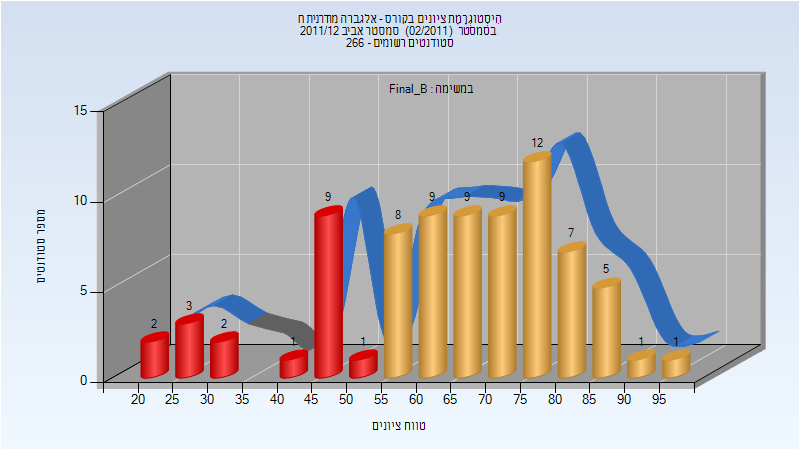 היסטוגרמת ציונים בקורס - אלגברה מודרנית ח
בסמסטר (02/2011) סמסטר אביב 2011/12
סטודנטים רשומים - 266
במשימה : Final_B
מספר סטודנטים
15
10
5
0
2
3
2
1
9
1
8
9
9
9
12
7
5
1
1
20 25 30 35 40 45 50 55 60 65 70 75 80 85 90 95
טווח ציונים